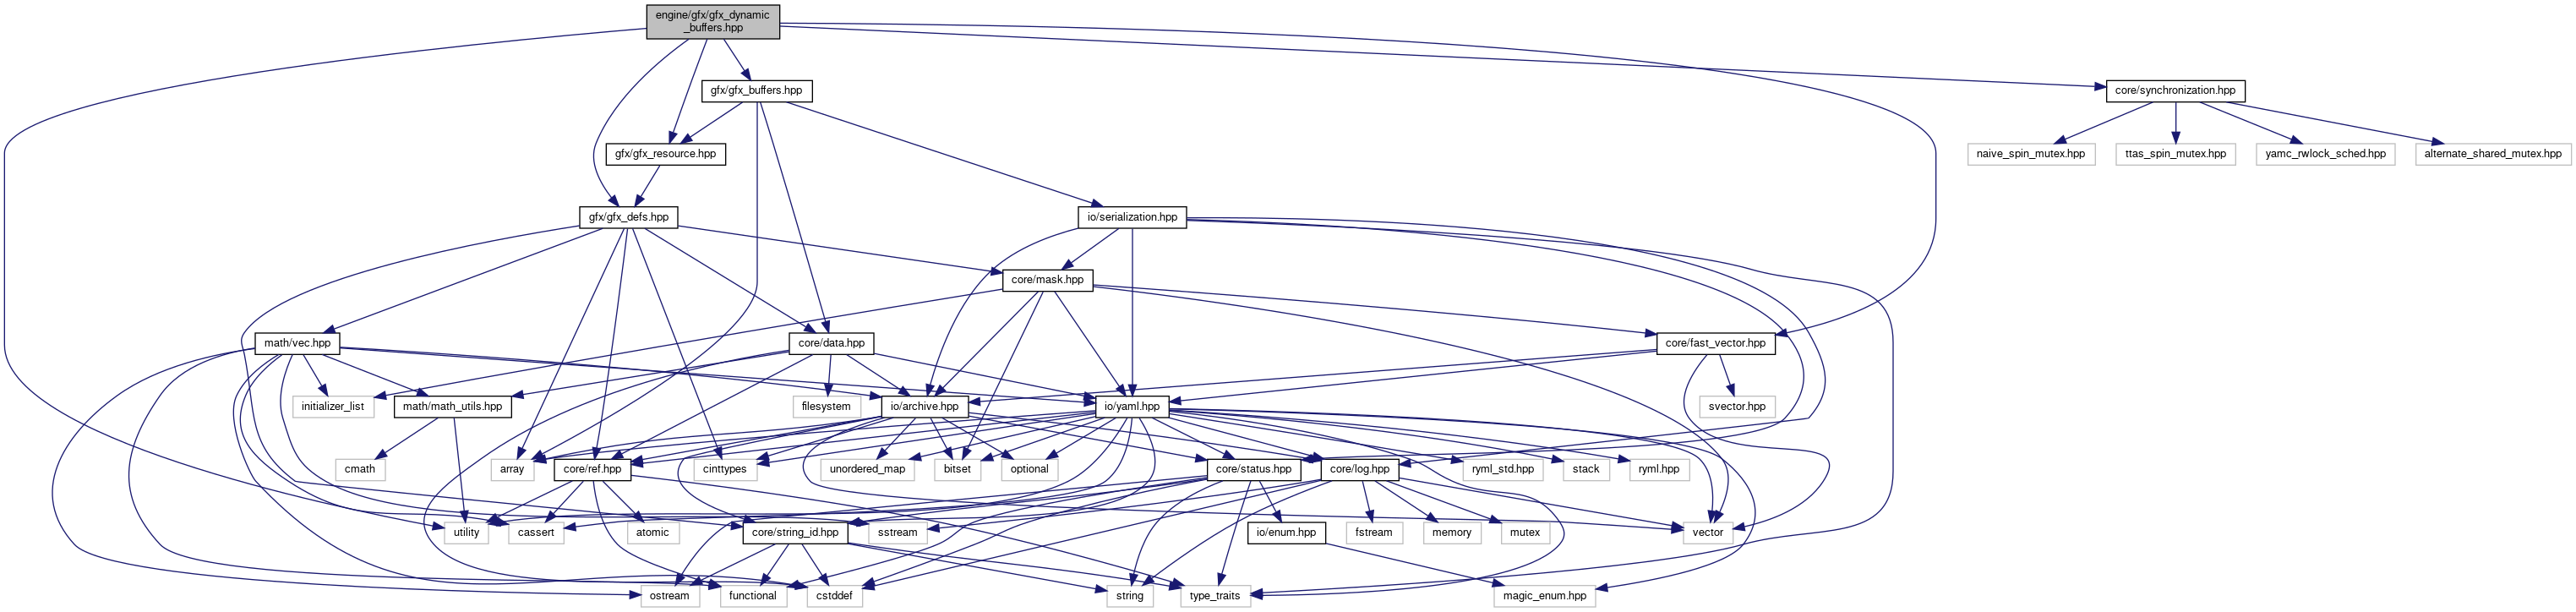 engine/gfx/gfx_dynamic
_buffers.hpp
gfx/gfx_buffers.hpp
core/synchronization.hpp
gfx/gfx_resource.hpp
naive_spin_mutex.hpp
ttas_spin_mutex.hpp
yamc_rwlock_sched.hpp
alternate_shared_mutex.hpp
gfx/gfx_defs.hpp
io/serialization.hpp
core/mask.hpp
math/vec.hpp
core/data.hpp
core/fast_vector.hpp
initializer_list
math/math_utils.hpp
filesystem
io/archive.hpp
io/yaml.hpp
svector.hpp
cmath
array
core/ref.hpp
cinttypes
unordered_map
bitset
optional
core/status.hpp
core/log.hpp
ryml_std.hpp
stack
ryml.hpp
utility
cassert
atomic
core/string_id.hpp
sstream
io/enum.hpp
fstream
memory
mutex
vector
ostream
functional
cstddef
string
type_traits
magic_enum.hpp